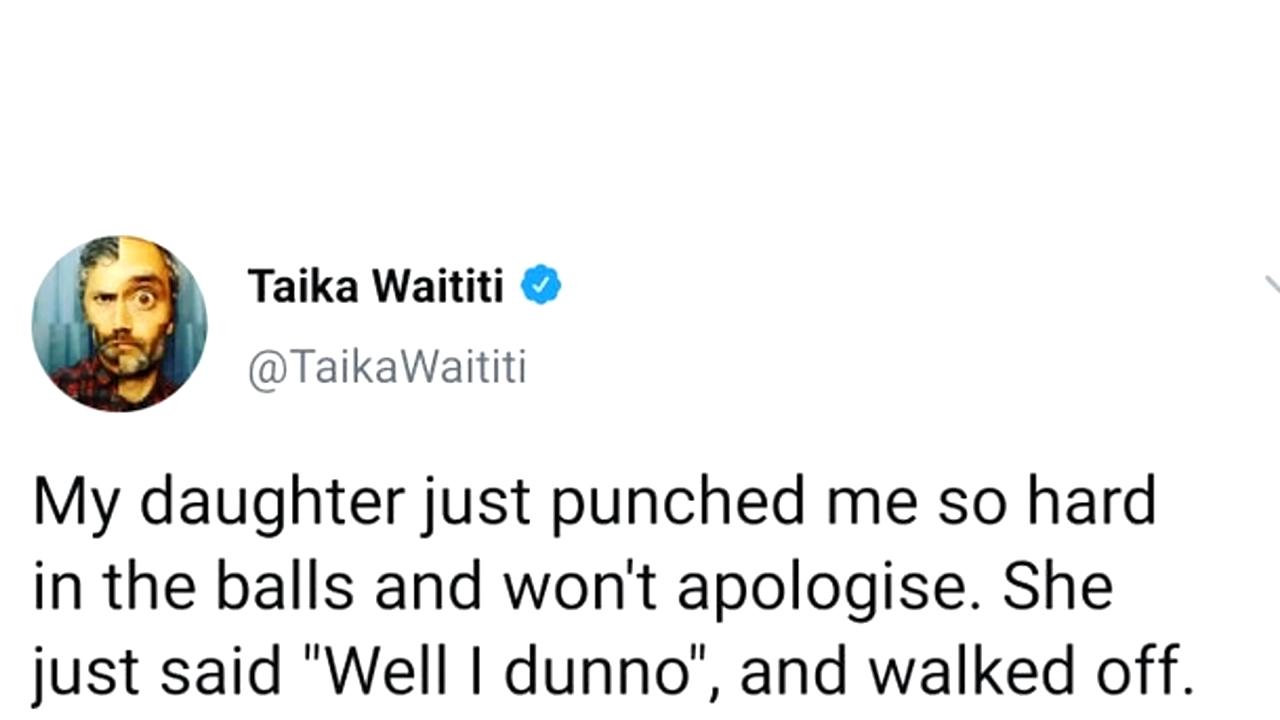 Taika Waititi
@TaikaWaititi
My daughter just punched me so hard
in the balls and won't apologise. She
just said "Well I dunno", and walked off.